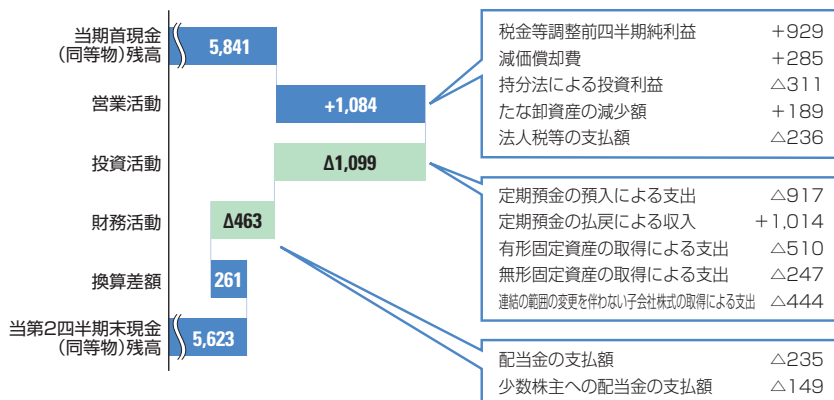 当期首現金
(同等物)残高
5,841
営業活動
+1,084
投資活動
Δ1,099
財務活動
Δ463
換算差額
261
当第2四半期末現金
(同等物)残高
5,623
税金等調整前四半期純利益 +929
減価償却費 +285
持分法による投資利益 △311
たな卸資産の減少額 +189
法人税等の支払額 △236
定期預金の預入による支出 △917
定期預金の払戻による収入 +1,014
有形固定資産の取得による支出 △510
無形固定資産の取得による支出 △247
連結の範囲の変更を伴わない子会社株式の取得による支出 △444
配当金の支払額 △235
少数株主への配当金の支払額 △149